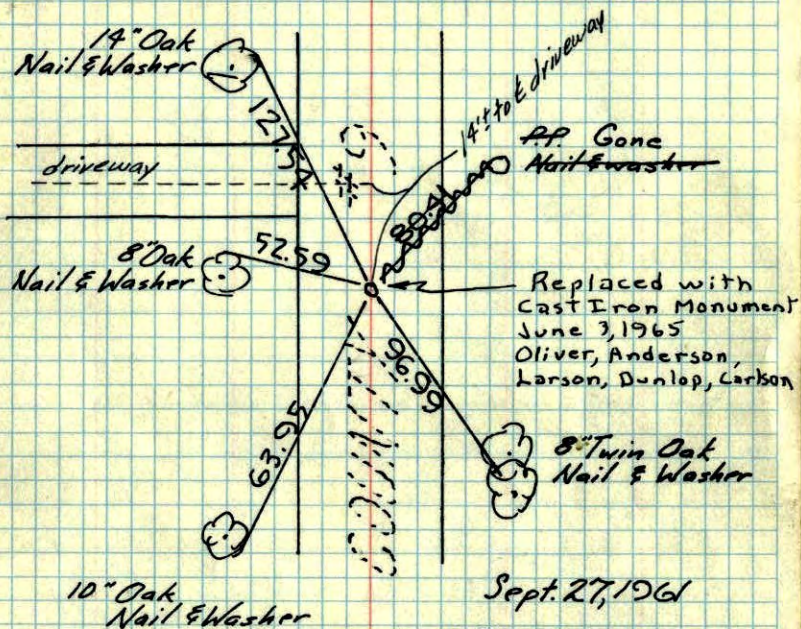 14" Oak
Nail & Washer
127.54
14'± to ℄ driveway
P.P. Gone
Nail & washer
80.41
driveway
8" Oak
Nail & Washer
52.59
Replaced with
Cast Iron Monument
June 3, 1965
Oliver, Anderson,
Larson, Dunlop, Carlson
96.99
63.95
8" Twin Oak
Nail & Washer
10" Oak
Nail & Washer
Sept. 27, 1961